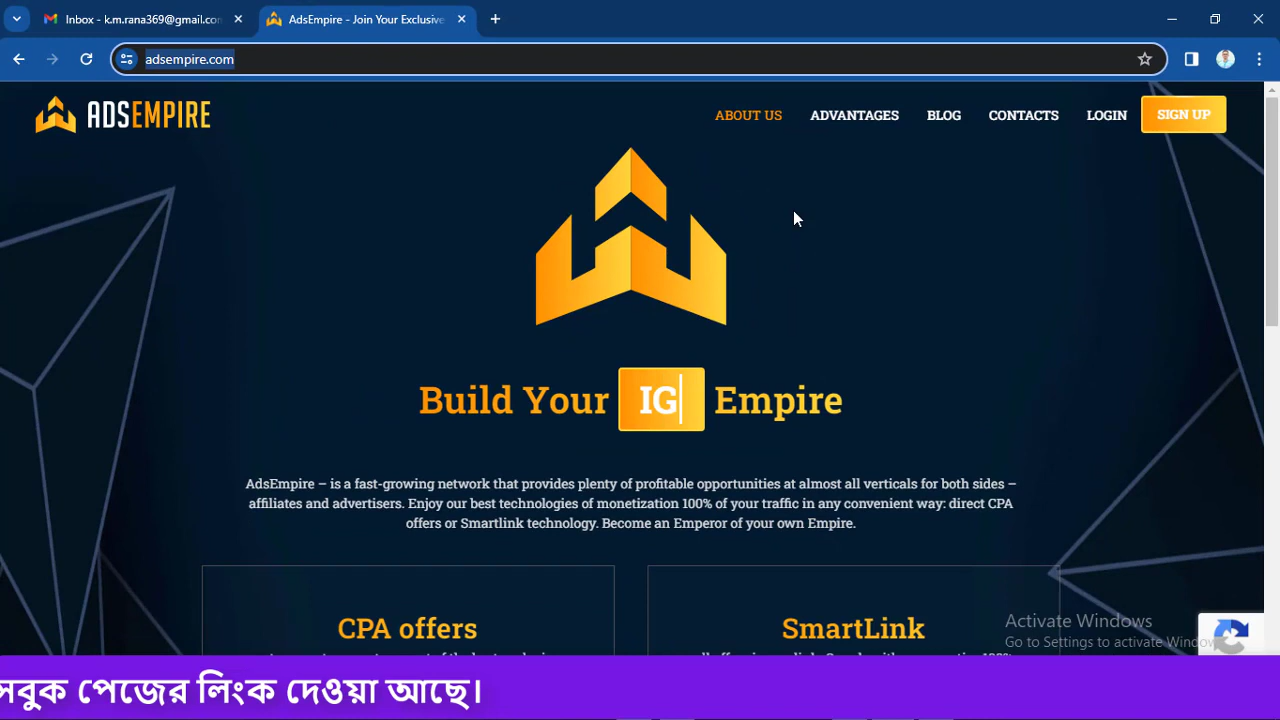 Inbox - k.m.rana369@gmail.con
AdsEmpire - Join Your Exclusive
adsempire.com
ADSEMPIRE
ABOUT US
ADVANTAGES
BLOG
CONTACTS
LOGIN
SIGN UP
Build Your IG Empire
AdsEmpire – is a fast-growing network that provides plenty of profitable opportunities at almost all verticals for both sides –
affiliates and advertisers. Enjoy our best technologies of monetization 100% of your traffic in any convenient way: direct CPA
offers or Smartlink technology. Become an Emperor of your own Empire.
CPA offers
SmartLink
Activate Windows
Go to Settings to activate Windows
সবুক পেজের লিংক দেওয়া আছে।